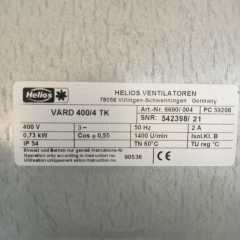 Helios
HELIOS VENTILATOREN
78056 Villingen-Schwenningen Germany
VARD 400/4 TK
Art.-Nr. 6690/ 004
PC 59208
SNR: 542398/ 21
400 V 3~ 50 Hz 2 A
0,73 kW Cos φ 0,55 1400 U/min Isol.Kl. B
IP 54 TN 60°C TU reg °C
90536